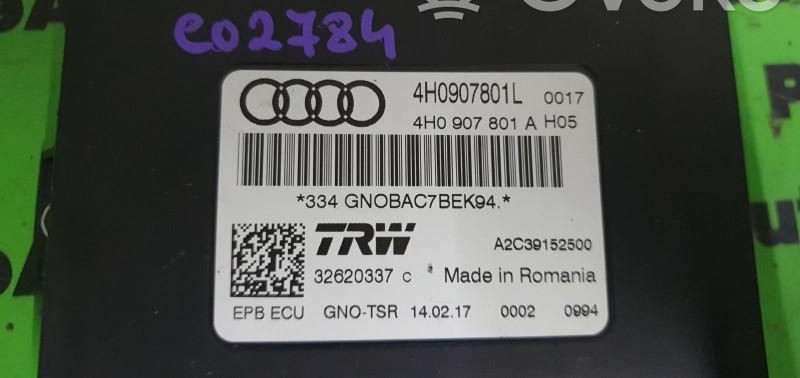 c02784
4H0907801L 0017
4H0 907 801 A H05
*334 GNOBAC7BEK94.*
TRW A2C39152500
32620337 C Made in Romania
EPB ECU GNO-TSR 14.02.17 0002 0994